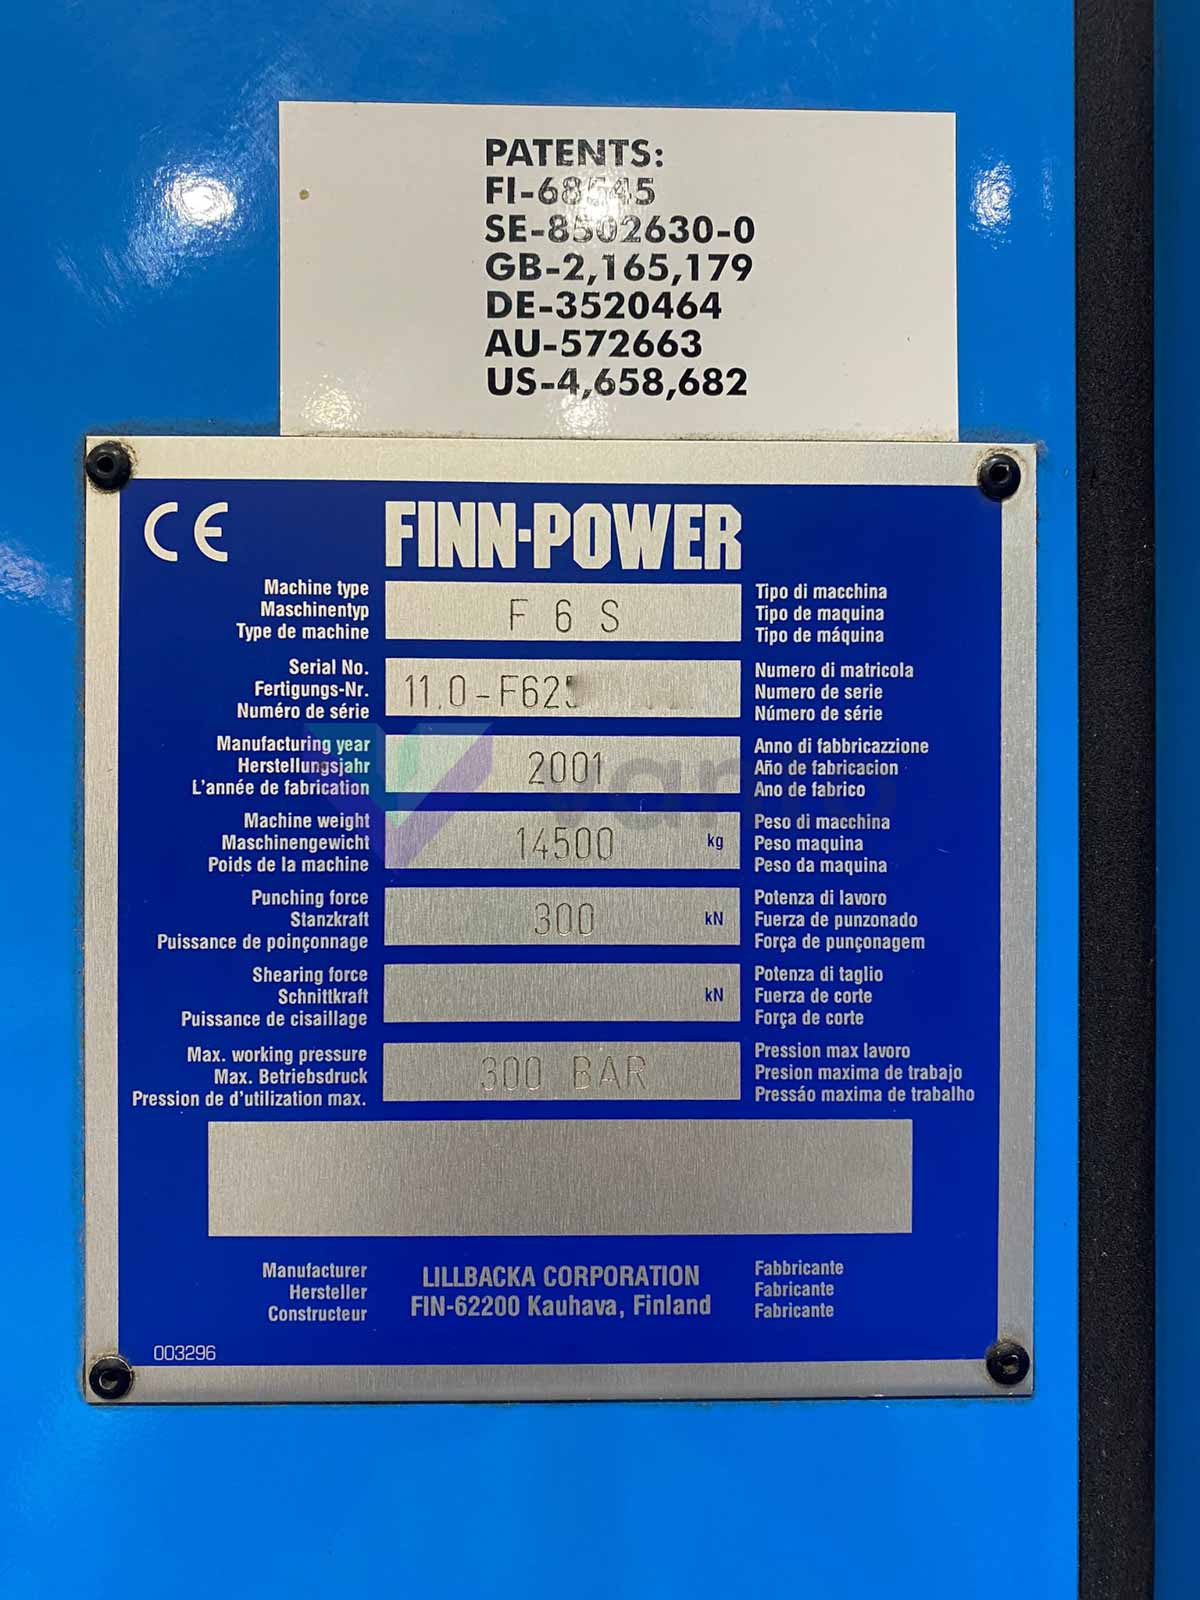 PATENTS:
FI-68545
SE-8502630-0
GB-2,165,179
DE-3520464
AU-572663
US-4,658,682
CE
FINN-POWER
Machine type
Maschinentyp
Type de machine
F 6 S
Tipo di macchina
Tipo de maquina
Tipo de máquina
Serial No.
Fertigungs-Nr.
Numéro de série
Numero di matricola
Numero de serie
Número de série
Manufacturing year
Herstellungsjahr
L'année de fabrication
2001
Anno di fabbricazzione
Año de fabricacion
Ano de fabrico
Machine weight
Maschinengewicht
Poids de la machine
14500 kg
Peso di macchina
Peso maquina
Peso da maquina
Punching force
Stanzkraft
Puissance de poinçonnage
300 kN
Potenza di lavoro
Fuerza de punzonado
Força de punçonagem
Shearing force
Schnittkraft
Puissance de cisaillage
kN
Potenza di taglio
Fuerza de corte
Força de corte
Max. working pressure
Max. Betriebsdruck
Pression de d'utilization max.
300 BAR
Pression max lavoro
Presion maxima de trabajo
Pressáo maxima de trabalho
Manufacturer
Hersteller
Constructeur
LILLBACKA CORPORATION
FIN-62200 Kauhava, Finland
Fabbricante
Fabricante
Fabricante
003296